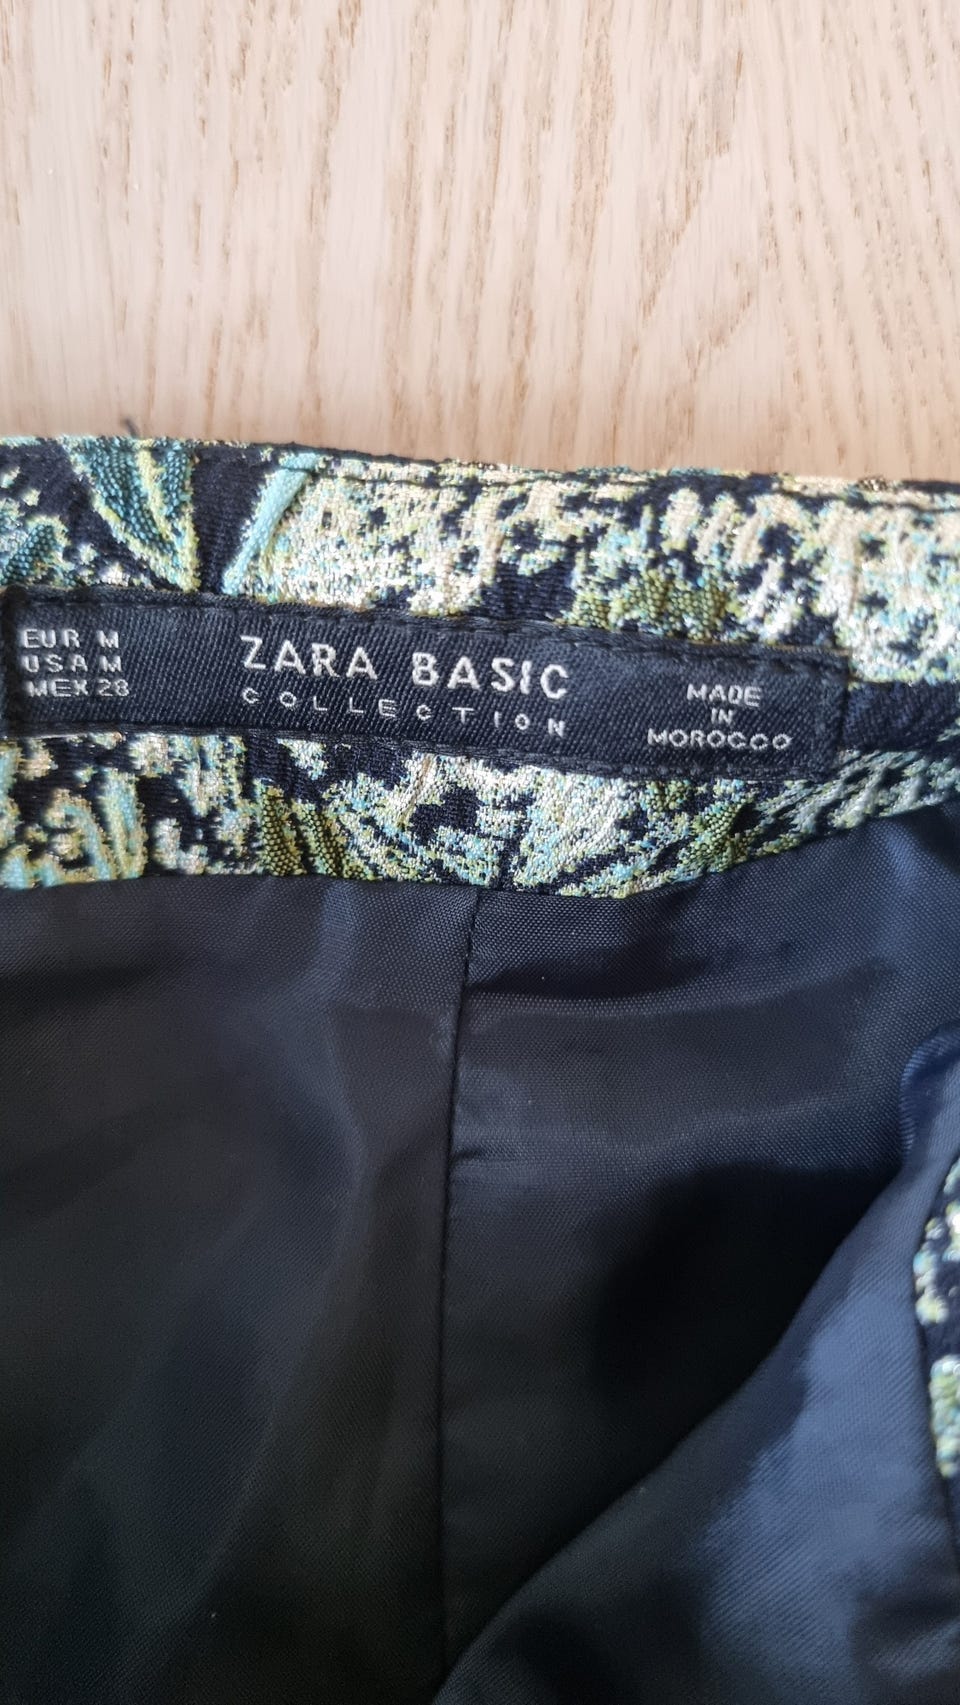 EUR M
USA M
MEX 28
ZARA BASIC
COLLECTION
MADE
IN
MOROCCO